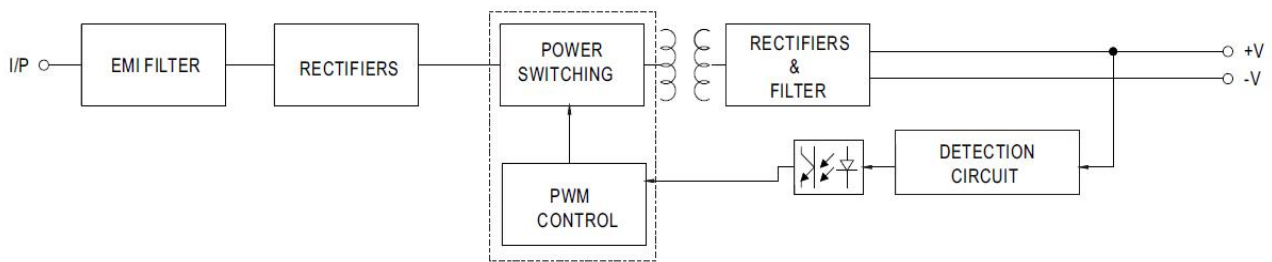 I/P
EMI FILTER
RECTIFIERS
POWER
SWITCHING
RECTIFIERS
&
FILTER
+V
-V
PWM
CONTROL
DETECTION
CIRCUIT